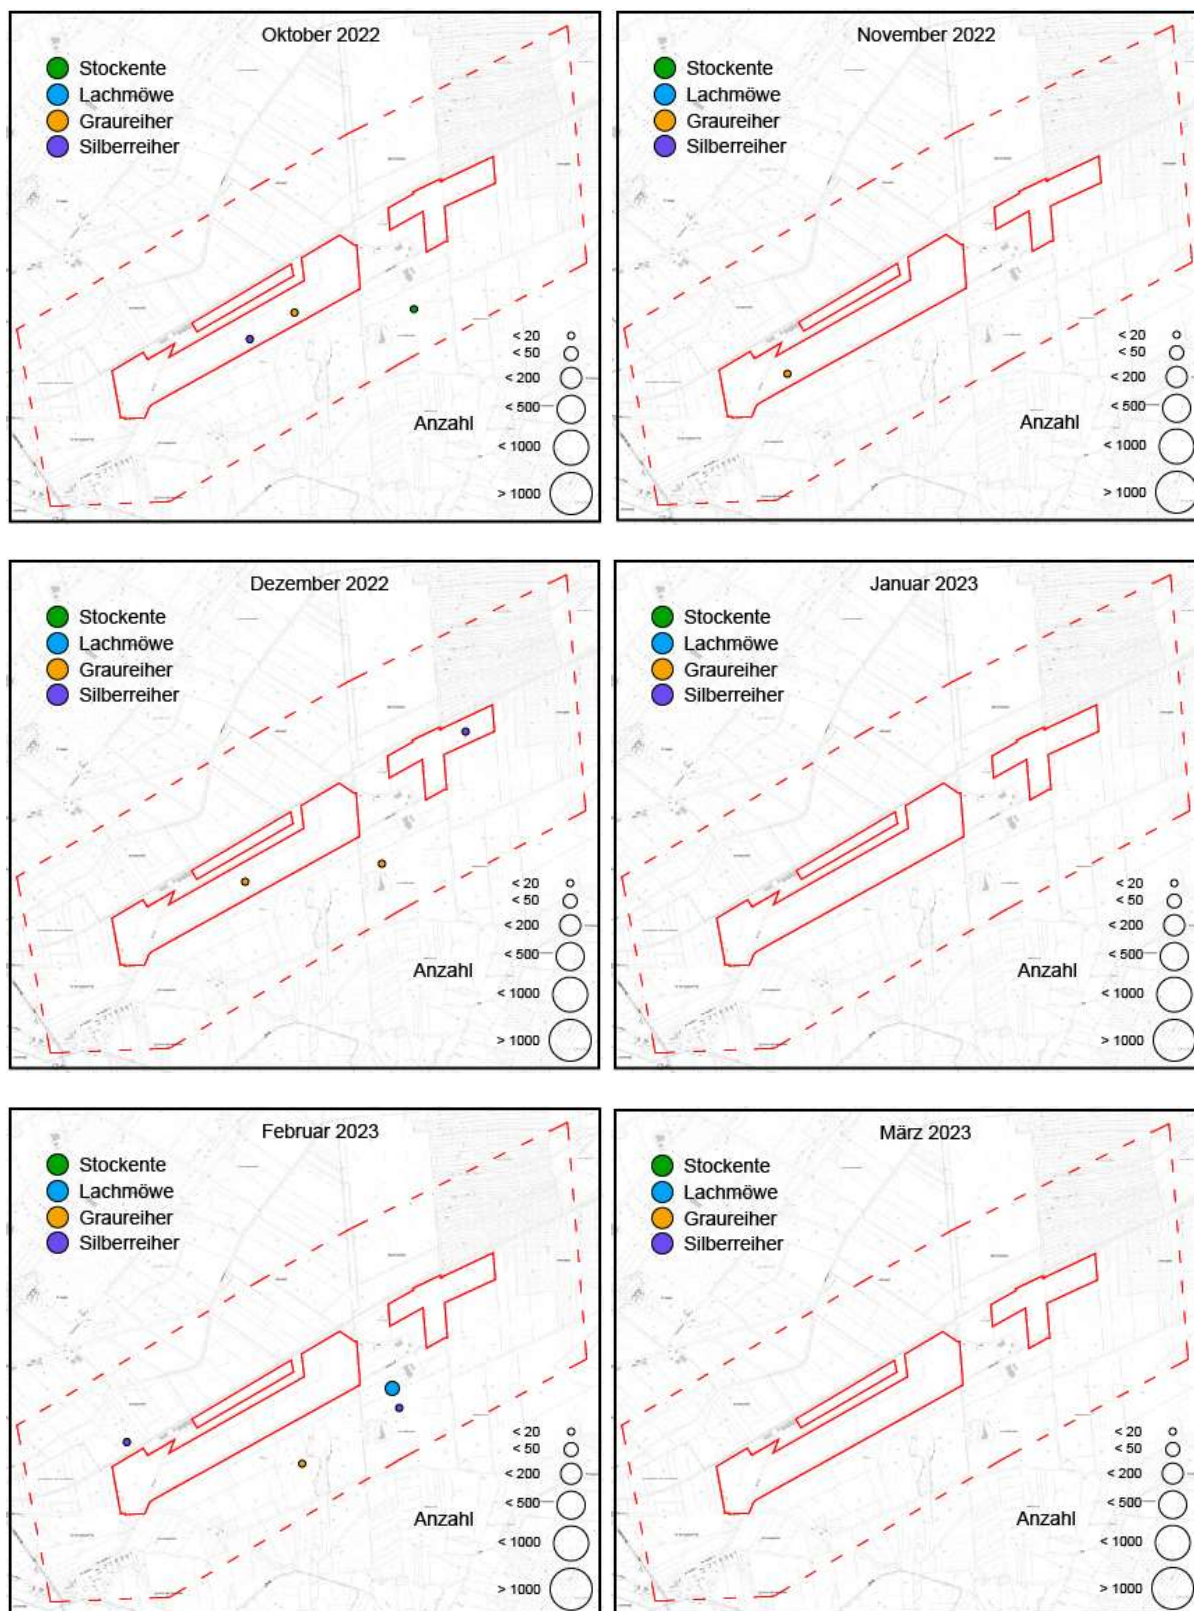 Oktober 2022
Stockente
Lachmöwe
Graureiher
Silberreiher
< 20
< 50
< 200
< 500
Anzahl
< 1000
> 1000
November 2022
Stockente
Lachmöwe
Graureiher
Silberreiher
< 20
< 50
< 200
< 500
Anzahl
< 1000
> 1000
Dezember 2022
Stockente
Lachmöwe
Graureiher
Silberreiher
< 20
< 50
< 200
< 500
Anzahl
< 1000
> 1000
Januar 2023
Stockente
Lachmöwe
Graureiher
Silberreiher
< 20
< 50
< 200
< 500
Anzahl
< 1000
> 1000
Februar 2023
Stockente
Lachmöwe
Graureiher
Silberreiher
< 20
< 50
< 200
< 500
Anzahl
< 1000
> 1000
März 2023
Stockente
Lachmöwe
Graureiher
Silberreiher
< 20
< 50
< 200
< 500
Anzahl
< 1000
> 1000